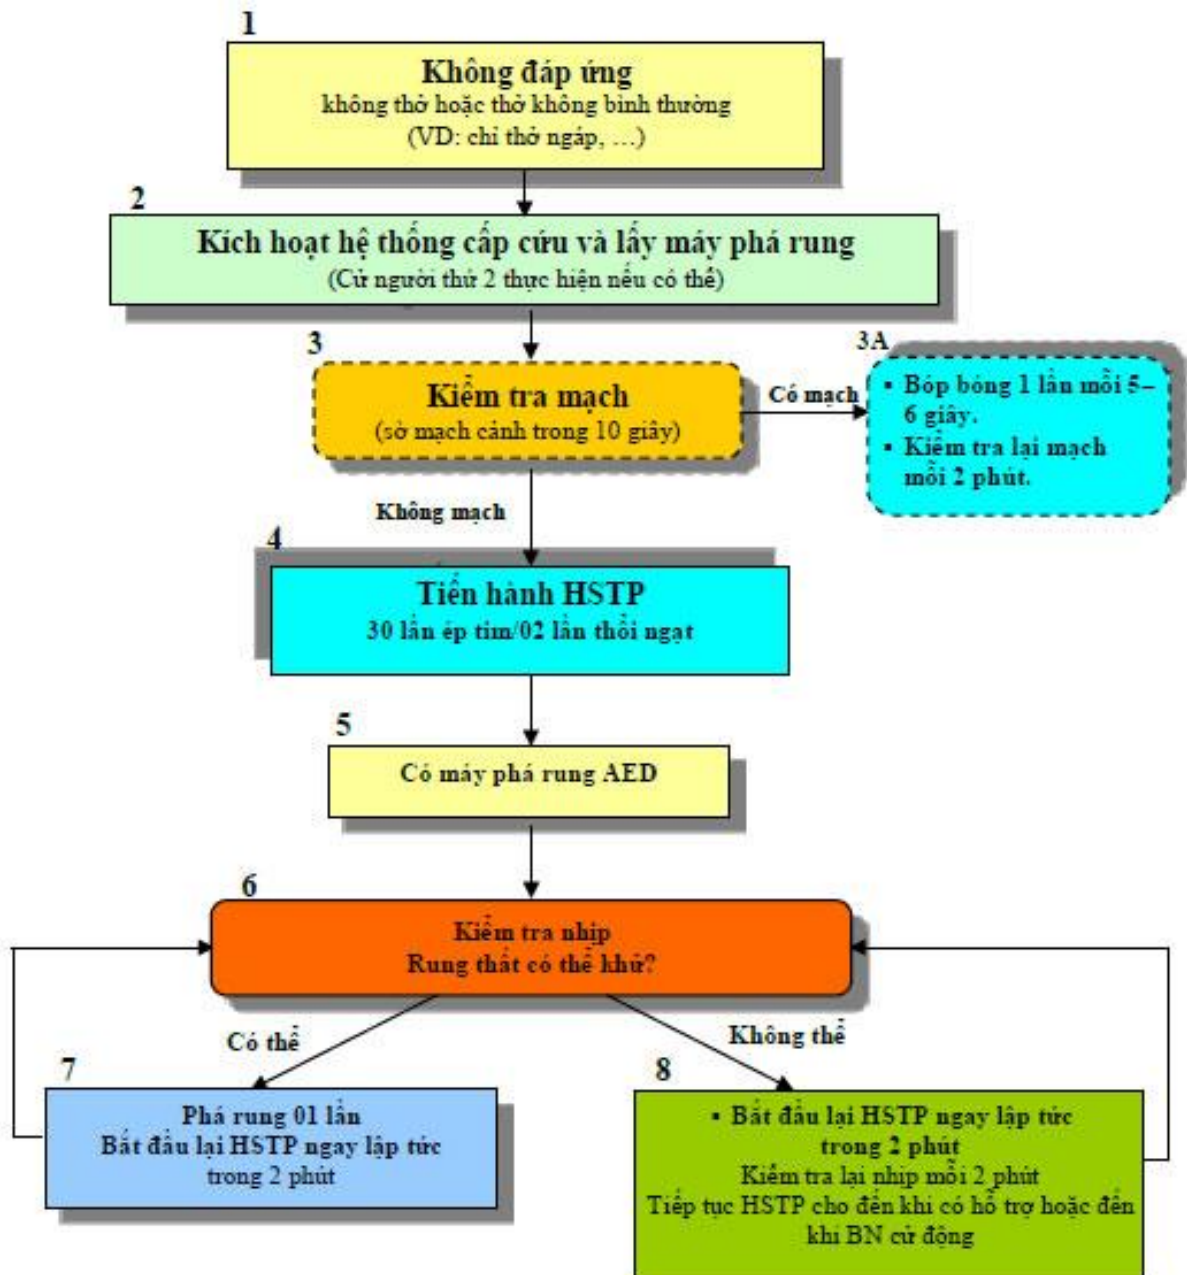 1
Không đáp ứng
không thở hoặc thở không bình thường
(VD: chỉ thở ngáp, …)
2
Kích hoạt hệ thống cấp cứu và lấy máy phá rung
(Cử người thứ 2 thực hiện nếu có thể)
3
Kiểm tra mạch
(sờ mạch cảnh trong 10 giây)
Có mạch
3A
▪ Bóp bóng 1 lần mỗi 5–
6 giây.
▪ Kiểm tra lại mạch
mỗi 2 phút.
Không mạch
4
Tiến hành HSTP
30 lần ép tim/02 lần thổi ngạt
5
Có máy phá rung AED
6
Kiểm tra nhịp
Rung thất có thể khử?
Có thể
Không thể
7
Phá rung 01 lần
Bắt đầu lại HSTP ngay lập tức
trong 2 phút
8
▪ Bắt đầu lại HSTP ngay lập tức
trong 2 phút
Kiểm tra lại nhịp mỗi 2 phút
Tiếp tục HSTP cho đến khi có hỗ trợ hoặc đến
khi BN cử động